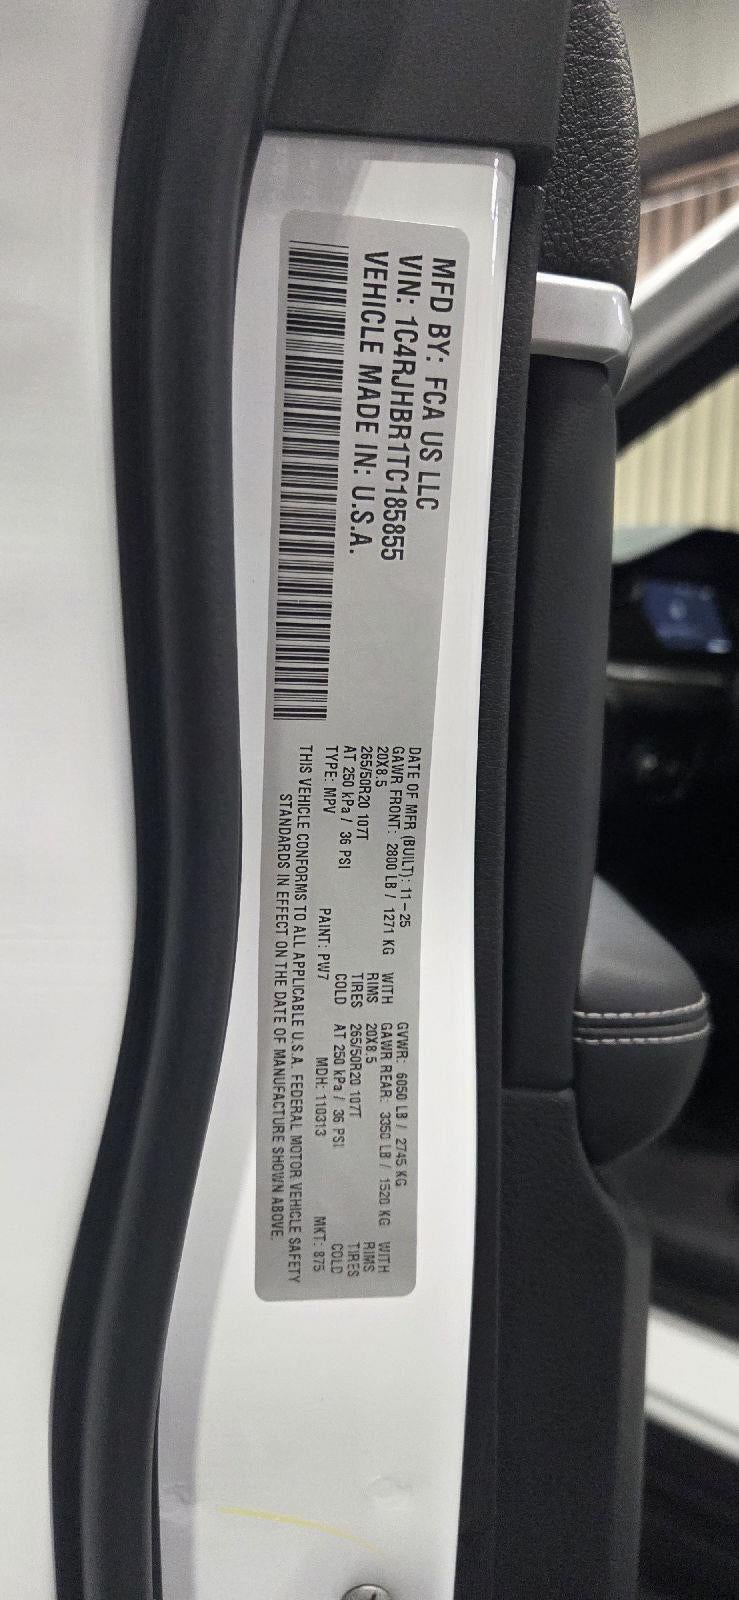 MFD BY: FCA US LLC
VIN: 1C4RJHBR1TC185855
VEHICLE MADE IN: U.S.A.
DATE OF MFR (BUILT): 11-25 GVWR: 6050 LB / 2745 KG
GAWR FRONT: 2800 LB / 1271 KG WITH GAWR REAR: 3350 LB / 1520 KG WITH
20X8.5 RIMS 20X8.5 RIMS
265/50R20 107T TIRES 265/50R20 107T TIRES
AT 250 kPa / 36 PSI COLD AT 250 kPa / 36 PSI COLD
TYPE: MPV PAINT: PW7 MDH: 110313 MKT: 875
THIS VEHICLE CONFORMS TO ALL APPLICABLE U.S.A. FEDERAL MOTOR VEHICLE SAFETY
STANDARDS IN EFFECT ON THE DATE OF MANUFACTURE SHOWN ABOVE.